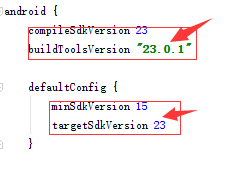 android {
compileSdkVersion 23
buildToolsVersion "23.0.1"
defaultConfig {
minSdkVersion 15
targetSdkVersion 23
}